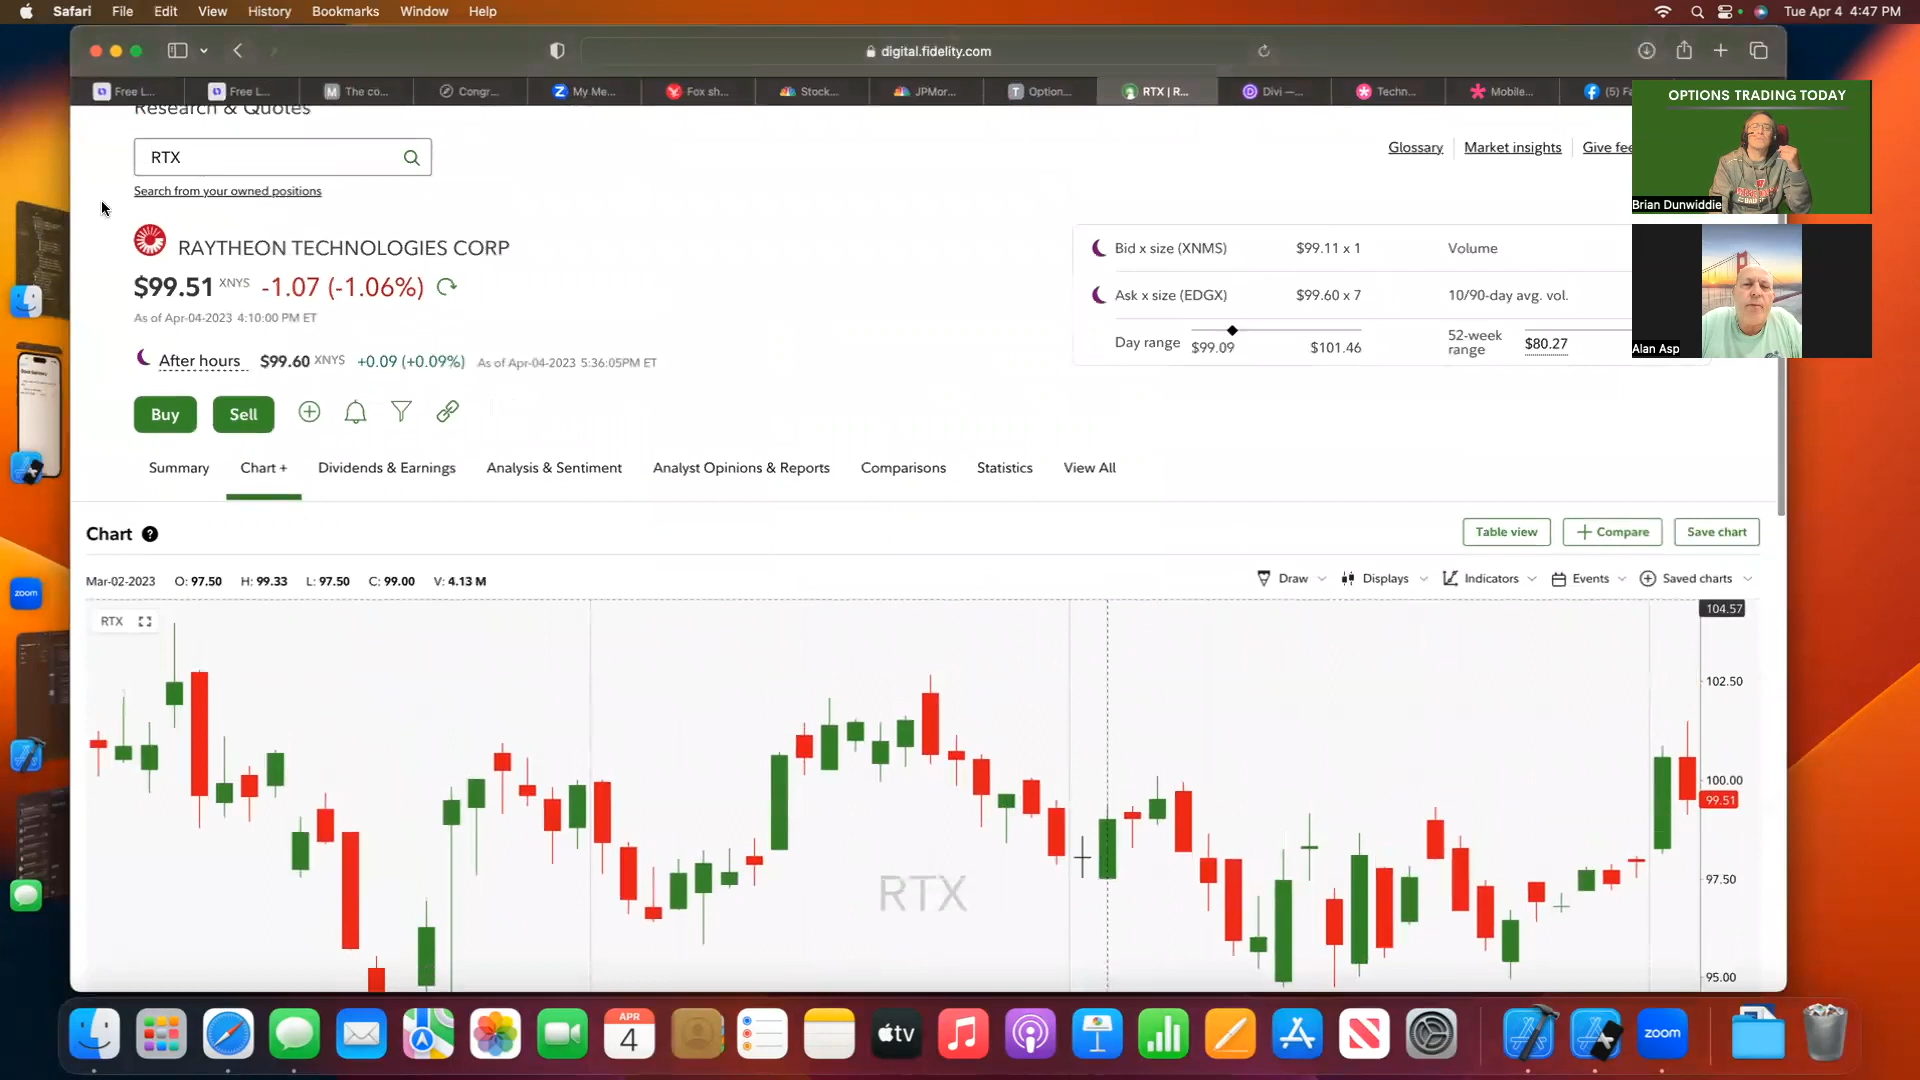 Safari File Edit View History Bookmarks Window Help
Tue Apr 4 4:47 PM
digital.fidelity.com
Free L... Free L... The co... Congr... My Me... Fox sh... Stock... JPMor... Option... RTX | R... Divi —... Techn... Mobile... (5) Fa
Research & Quotes
OPTIONS TRADING TODAY
RTX
Glossary Market insights Give fee
Search from your owned positions
Brian Dunwiddie
RAYTHEON TECHNOLOGIES CORP
Bid x size (XNMS) $99.11 x 1 Volume
$99.51 XNYS -1.07 (-1.06%)
Ask x size (EDGX) $99.60 x 7 10/90-day avg. vol.
As of Apr-04-2023 4:10:00 PM ET
Day range $99.09 $101.46 52-week range $80.27
Alan Asp
After hours $99.60 XNYS +0.09 (+0.09%) As of Apr-04-2023 5:36:05PM ET
Buy Sell
Summary Chart + Dividends & Earnings Analysis & Sentiment Analyst Opinions & Reports Comparisons Statistics View All
Chart ?
Table view + Compare Save chart
Mar-02-2023 O: 97.50 H: 99.33 L: 97.50 C: 99.00 V: 4.13 M
Draw Displays Indicators Events Saved charts
zoom
RTX
104.57
102.50
100.00
99.51
RTX
97.50
95.00
APR
4
tv
zoom